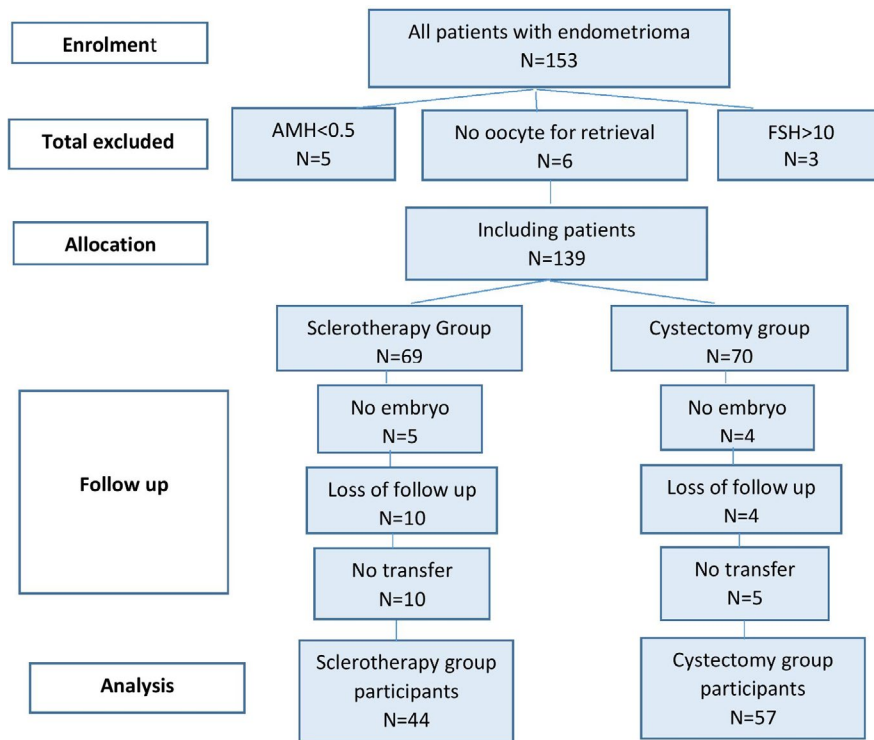 Enrolment
All patients with endometrioma
N=153
Total excluded
AMH<0.5
N=5
No oocyte for retrieval
N=6
FSH>10
N=3
Allocation
Including patients
N=139
Sclerotherapy Group
N=69
Cystectomy group
N=70
Follow up
No embryo
N=5
No embryo
N=4
Loss of follow up
N=10
Loss of follow up
N=4
No transfer
N=10
No transfer
N=5
Analysis
Sclerotherapy group
participants
N=44
Cystectomy group
participants
N=57